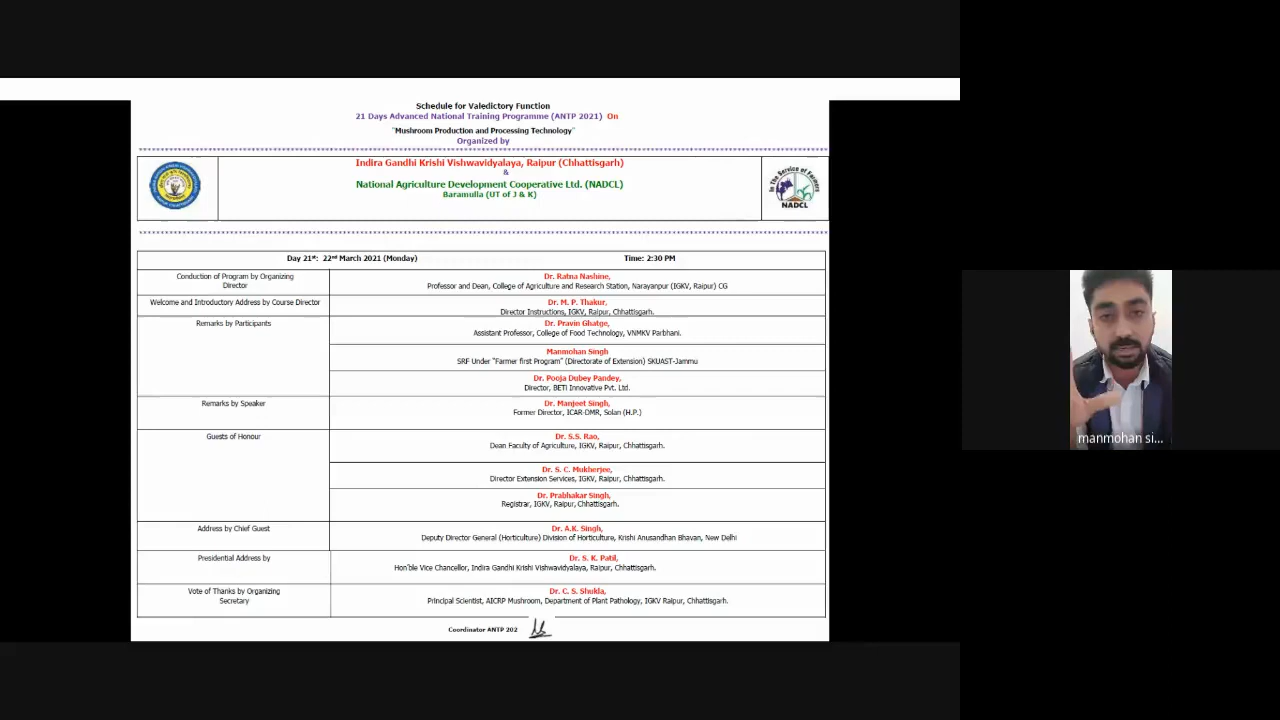 Schedule for Valedictory Function
21 Days Advanced National Training Programme (ANTP 2021) On
"Mushroom Production and Processing Technology"
Organized by
Indira Gandhi Krishi Vishwavidyalaya, Raipur (Chhattisgarh)
&
National Agriculture Development Cooperative Ltd. (NADCL)
Baramulla (UT of J & K)
In The Service of Farmers
NADCL
Day 21st: 22nd March 2021 (Monday) Time: 2:30 PM
Conduction of Program by Organizing
Director
Dr. Ratna Nashine,
Professor and Dean, College of Agriculture and Research Station, Narayanpur (IGKV, Raipur) CG
Welcome and Introductory Address by Course Director
Dr. M. P. Thakur,
Director Instructions, IGKV, Raipur, Chhattisgarh.
Remarks by Participants
Dr. Pravin Ghatge,
Assistant Professor, College of Food Technology, VNMKV Parbhani.
Manmohan Singh
SRF Under "Farmer first Program" (Directorate of Extension) SKUAST-Jammu
Dr. Pooja Dubey Pandey,
Director, BETI Innovative Pvt. Ltd.
Remarks by Speaker
Dr. Manjeet Singh,
Former Director, ICAR-DMR, Solan (H.P.)
Guests of Honour
Dr. S.S. Rao,
Dean Faculty of Agriculture, IGKV, Raipur, Chhattisgarh.
Dr. S. C. Mukherjee,
Director Extension Services, IGKV, Raipur, Chhattisgarh.
Dr. Prabhakar Singh,
Registrar, IGKV, Raipur, Chhattisgarh.
Address by Chief Guest
Dr. A.K. Singh,
Deputy Director General (Horticulture) Division of Horticulture, Krishi Anusandhan Bhavan, New Delhi
Presidential Address by
Dr. S. K. Patil,
Hon'ble Vice Chancellor, Indira Gandhi Krishi Vishwavidyalaya, Raipur, Chhattisgarh.
Vote of Thanks by Organizing
Secretary
Dr. C. S. Shukla,
Principal Scientist, AICRP Mushroom, Department of Plant Pathology, IGKV Raipur, Chhattisgarh.
Coordinator ANTP 202
manmohan si...